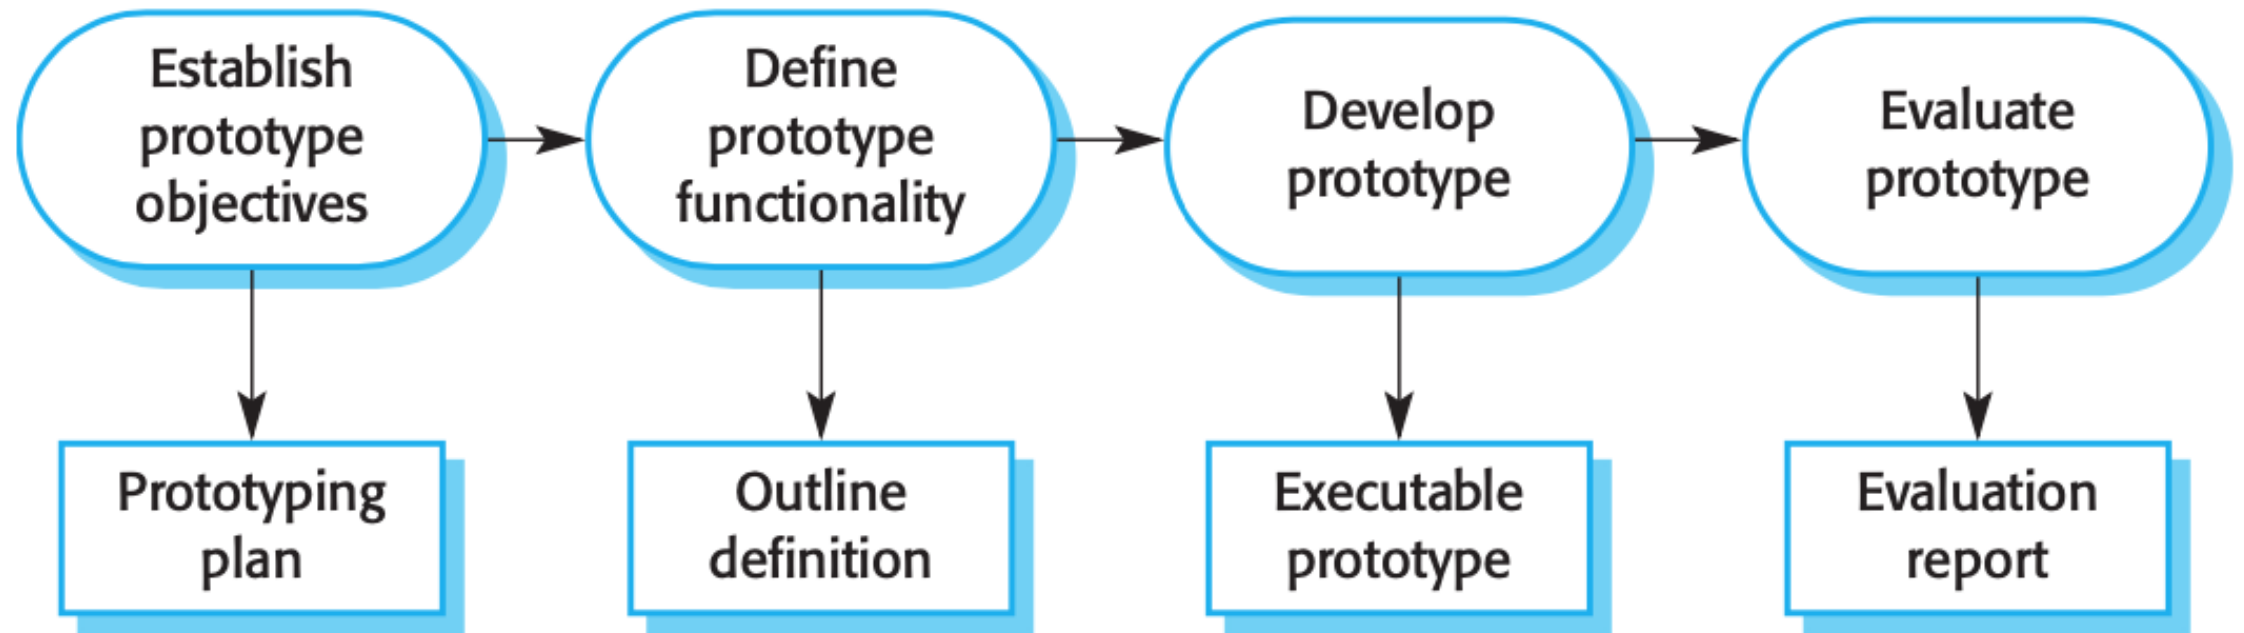 Establish
prototype
objectives
Define
prototype
functionality
Develop
prototype
Evaluate
prototype
Prototyping
plan
Outline
definition
Executable
prototype
Evaluation
report